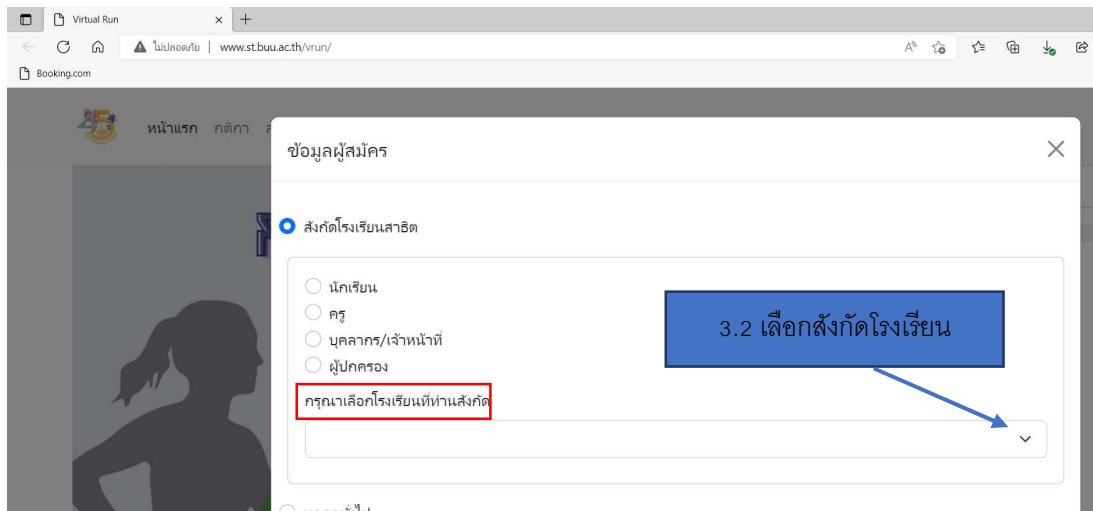 Virtual Run
ไม่ปลอดภัย | www.st.buu.ac.th/vrun/
Booking.com
หน้าแรก กติกา
ข้อมูลผู้สมัคร
สังกัดโรงเรียนสาธิต
นักเรียน
ครู
บุคลากร/เจ้าหน้าที่
ผู้ปกครอง
3.2 เลือกสังกัดโรงเรียน
กรุณาเลือกโรงเรียนที่ท่านสังกัด